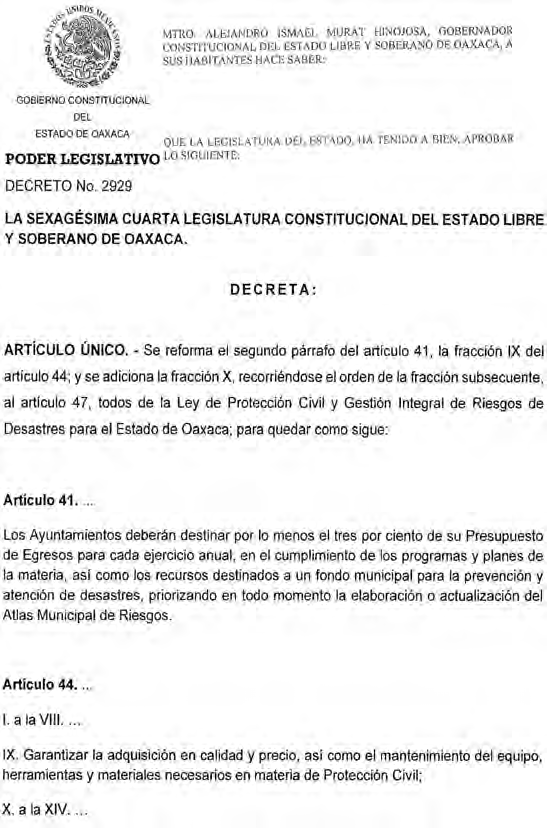 ESTADOS UNIDOS MEXICANOS
MTRO. ALEJANDRO ISMAEL MURAT HINOJOSA, GOBERNADOR
CONSTITUCIONAL DEL ESTADO LIBRE Y SOBERANO DE OAXACA, A
SUS HABITANTES HACE SABER:
GOBIERNO CONSTITUCIONAL
DEL
ESTADO DE OAXACA
PODER LEGISLATIVO
QUE LA LEGISLATURA DEL ESTADO, HA TENIDO A BIEN, APROBAR
LO SIGUIENTE:
DECRETO No. 2929
LA SEXAGÉSIMA CUARTA LEGISLATURA CONSTITUCIONAL DEL ESTADO LIBRE
Y SOBERANO DE OAXACA.
DECRETA:
ARTÍCULO ÚNICO. - Se reforma el segundo párrafo del artículo 41, la fracción IX del
artículo 44; y se adiciona la fracción X, recorriéndose el orden de la fracción subsecuente,
al artículo 47, todos de la Ley de Protección Civil y Gestión Integral de Riesgos de
Desastres para el Estado de Oaxaca; para quedar como sigue:
Artículo 41. ...
Los Ayuntamientos deberán destinar por lo menos el tres por ciento de su Presupuesto
de Egresos para cada ejercicio anual, en el cumplimiento de los programas y planes de
la materia, así como los recursos destinados a un fondo municipal para la prevención y
atención de desastres, priorizando en todo momento la elaboración o actualización del
Atlas Municipal de Riesgos.
Artículo 44. ...
I. a la VIII. ...
IX. Garantizar la adquisición en calidad y precio, así como el mantenimiento del equipo,
herramientas y materiales necesarios en materia de Protección Civil;
X. a la XIV. ...